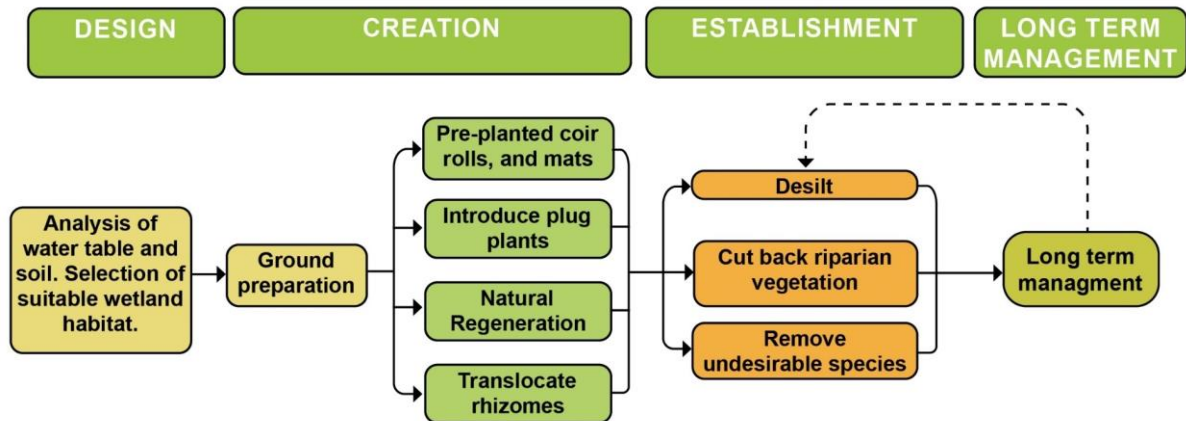 DESIGN
CREATION
ESTABLISHMENT
LONG TERM
MANAGEMENT
Pre-planted coir
rolls, and mats
Introduce plug
plants
Natural
Regeneration
Translocate
rhizomes
Analysis of
water table and
soil. Selection of
suitable wetland
habitat.
Ground
preparation
Desilt
Cut back riparian
vegetation
Remove
undesirable species
Long term
managment